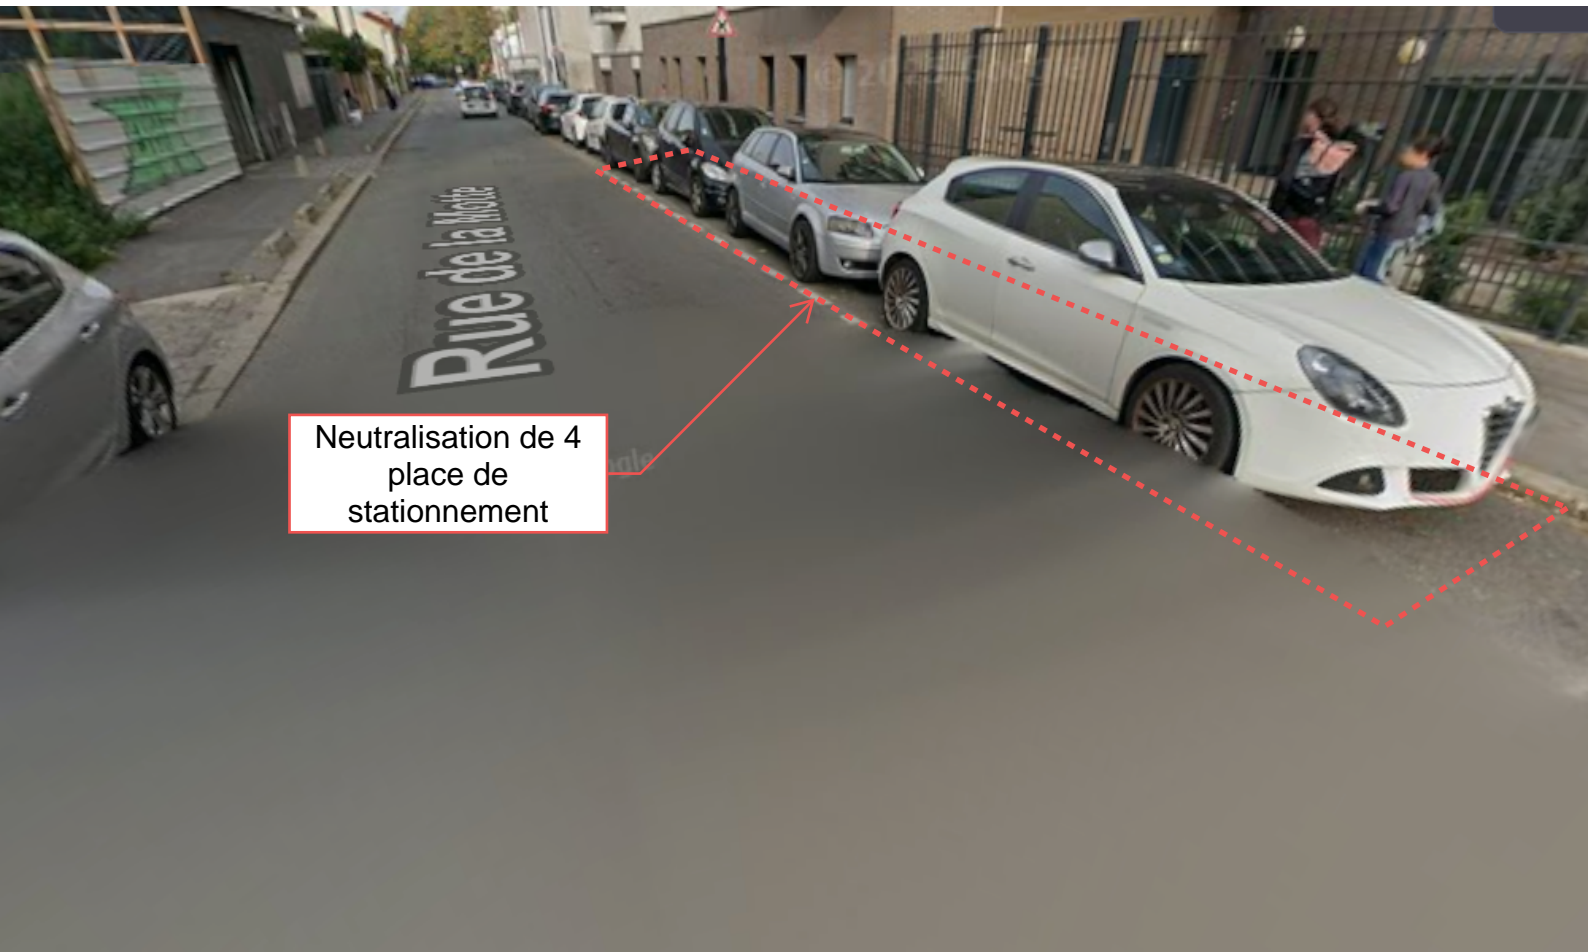 Rue de la Motte
Neutralisation de 4
place de
stationnement